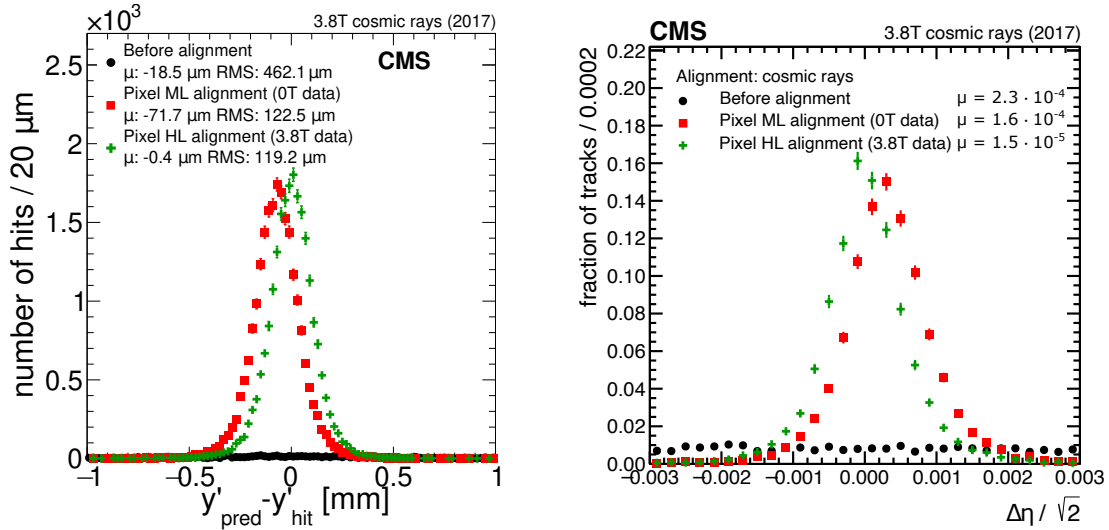 ×10³
3.8T cosmic rays (2017)
CMS
Before alignment
μ: -18.5 μm RMS: 462.1 μm
Pixel ML alignment (0T data)
μ: -71.7 μm RMS: 122.5 μm
Pixel HL alignment (3.8T data)
μ: -0.4 μm RMS: 119.2 μm
number of hits / 20 μm
2.5
2
1.5
1
0.5
0
−1 −0.5 0 0.5 1
y'pred-y'hit [mm]
CMS 3.8T cosmic rays (2017)
Alignment: cosmic rays
Before alignment μ = 2.3 · 10⁻⁴
Pixel ML alignment (0T data) μ = 1.6 · 10⁻⁴
Pixel HL alignment (3.8T data) μ = 1.5 · 10⁻⁵
fraction of tracks / 0.0002
0.22
0.20
0.18
0.16
0.14
0.12
0.10
0.08
0.06
0.04
0.02
0.00
−0.003 −0.002 −0.001 0.000 0.001 0.002 0.003
Δη / √2